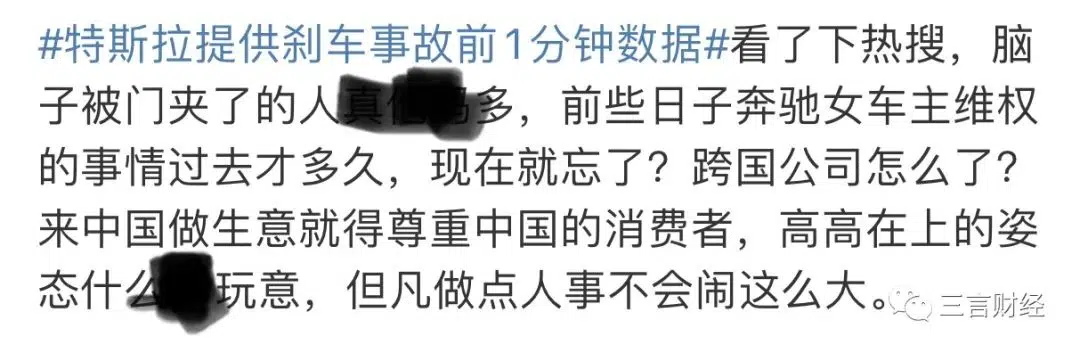 #特斯拉提供刹车事故前1分钟数据#看了下热搜，脑
子被门夹了的人真多，前些日子奔驰女车主维权
的事情过去才多久，现在就忘了？跨国公司怎么了？
来中国做生意就得尊重中国的消费者，高高在上的姿
态什么玩意，但凡做点人事不会闹这么大。
三言财经